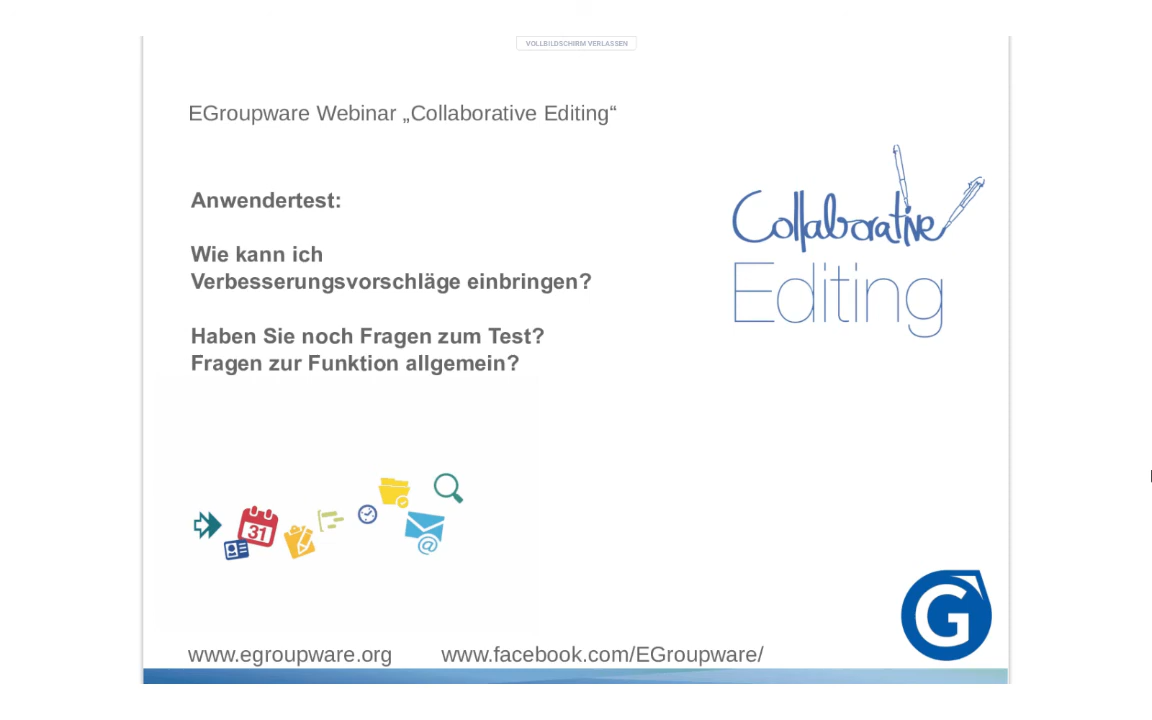 VOLLBILDSCHIRM VERLASSEN
EGroupware Webinar „Collaborative Editing“
Collaborative
Editing
Anwendertest:
Wie kann ich
Verbesserungsvorschläge einbringen?
Haben Sie noch Fragen zum Test?
Fragen zur Funktion allgemein?
31
@
G
www.egroupware.org www.facebook.com/EGroupware/